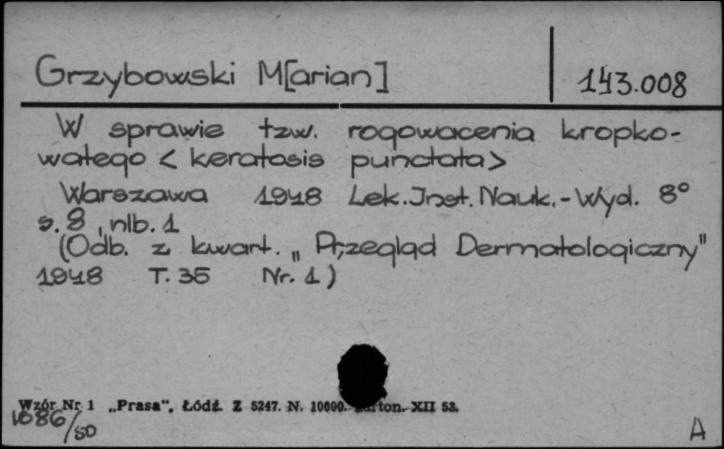 Grzybowski M[arian]
143.008
W sprawie tzw. rogowacenia kropko-
watego < keratosis punctata>
Warszawa 1948 Lek. Inst. Nauk.-Wyd. 8°
s. 8, nlb. 1
(Odb. z kwart. „Przegląd Dermatologiczny"
1948 T. 35 Nr. 1)
Wzór Nr 1 „Prasa", Łódź. Z 5247. N. 10000. XII 53.
1086/50
A